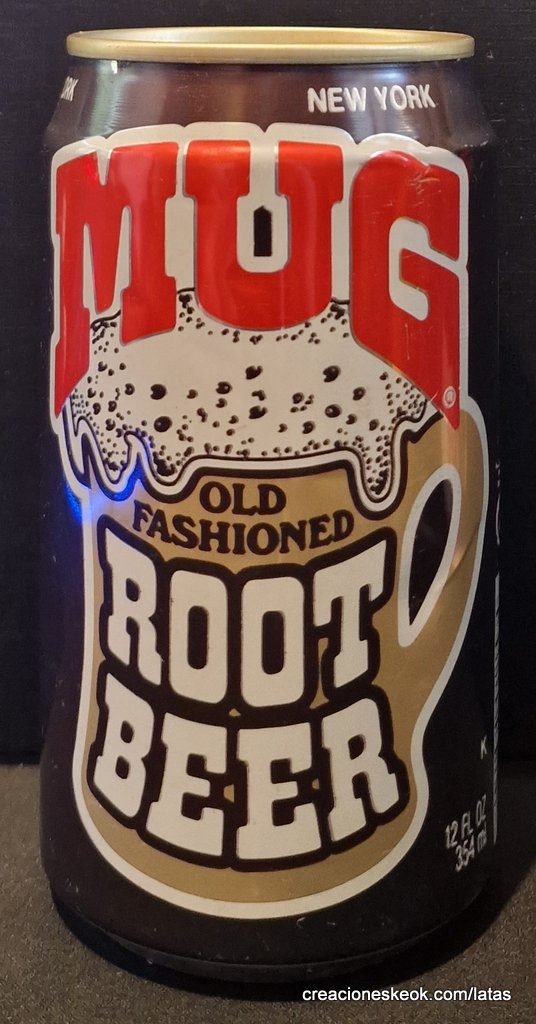 NEW YORK
MUG
®
OLD
FASHIONED
ROOT
BEER
K
12 FL OZ
354 ml
creacioneskeok.com/latas